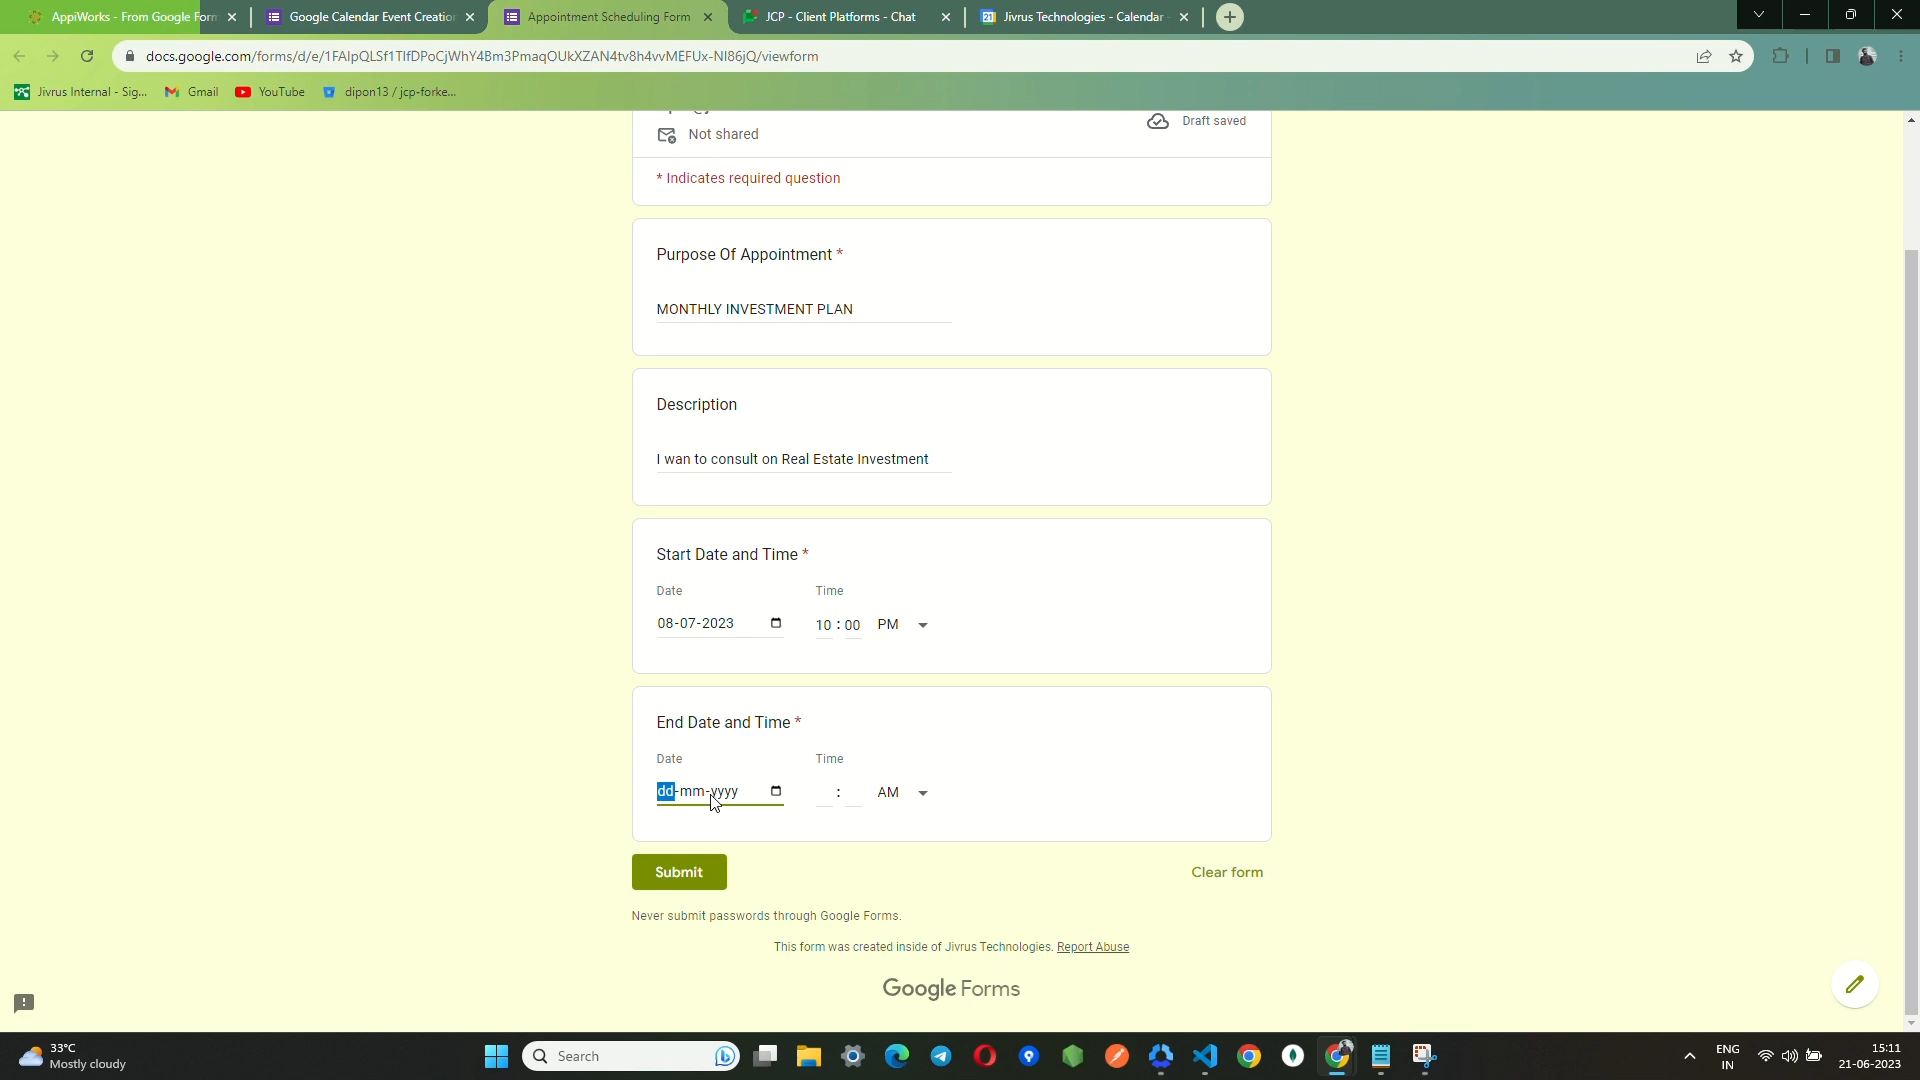 AppiWorks - From Google Form
Google Calendar Event Creation
Appointment Scheduling Form
JCP - Client Platforms - Chat
Jivrus Technologies - Calendar -
docs.google.com/forms/d/e/1FAIpQLSf1TlfDPoCjWhY4Bm3PmaqOUkXZAN4tv8h4vvMEFUx-NI86jQ/viewform
Jivrus Internal - Sig...
Gmail
YouTube
dipon13 / jcp-forke...
Draft saved
Not shared
* Indicates required question
Purpose Of Appointment *
MONTHLY INVESTMENT PLAN
Description
I wan to consult on Real Estate Investment
Start Date and Time *
Date Time
08-07-2023 10 : 00 PM
End Date and Time *
Date Time
dd-mm-yyyy : AM
Submit Clear form
Never submit passwords through Google Forms.
This form was created inside of Jivrus Technologies. Report Abuse
Google Forms
33°C
Mostly cloudy
Search
ENG
IN
15:11
21-06-2023